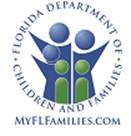 FLORIDA DEPARTMENT OF
CHILDREN AND FAMILIES
MYFLFAMILIES.COM